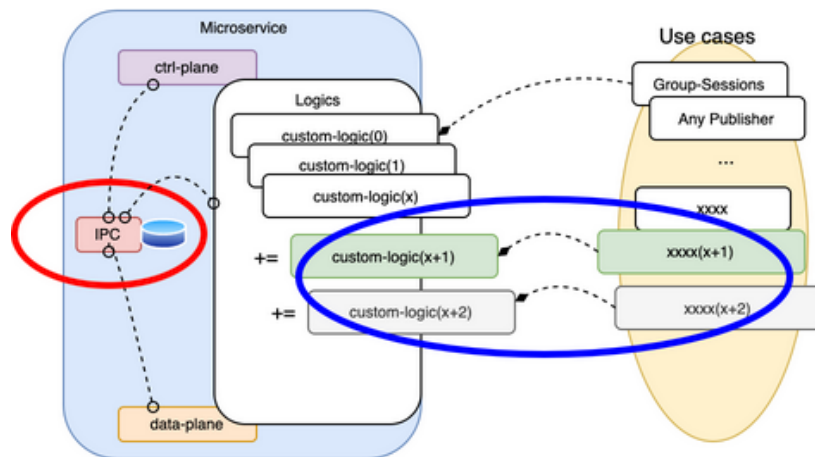 Microservice
Use cases
ctrl-plane
Group-Sessions
Logics
Any Publisher
custom-logic(0)
custom-logic(1)
...
custom-logic(x)
xxxx
IPC
+=
custom-logic(x+1)
xxxx(x+1)
+=
custom-logic(x+2)
xxxx(x+2)
data-plane